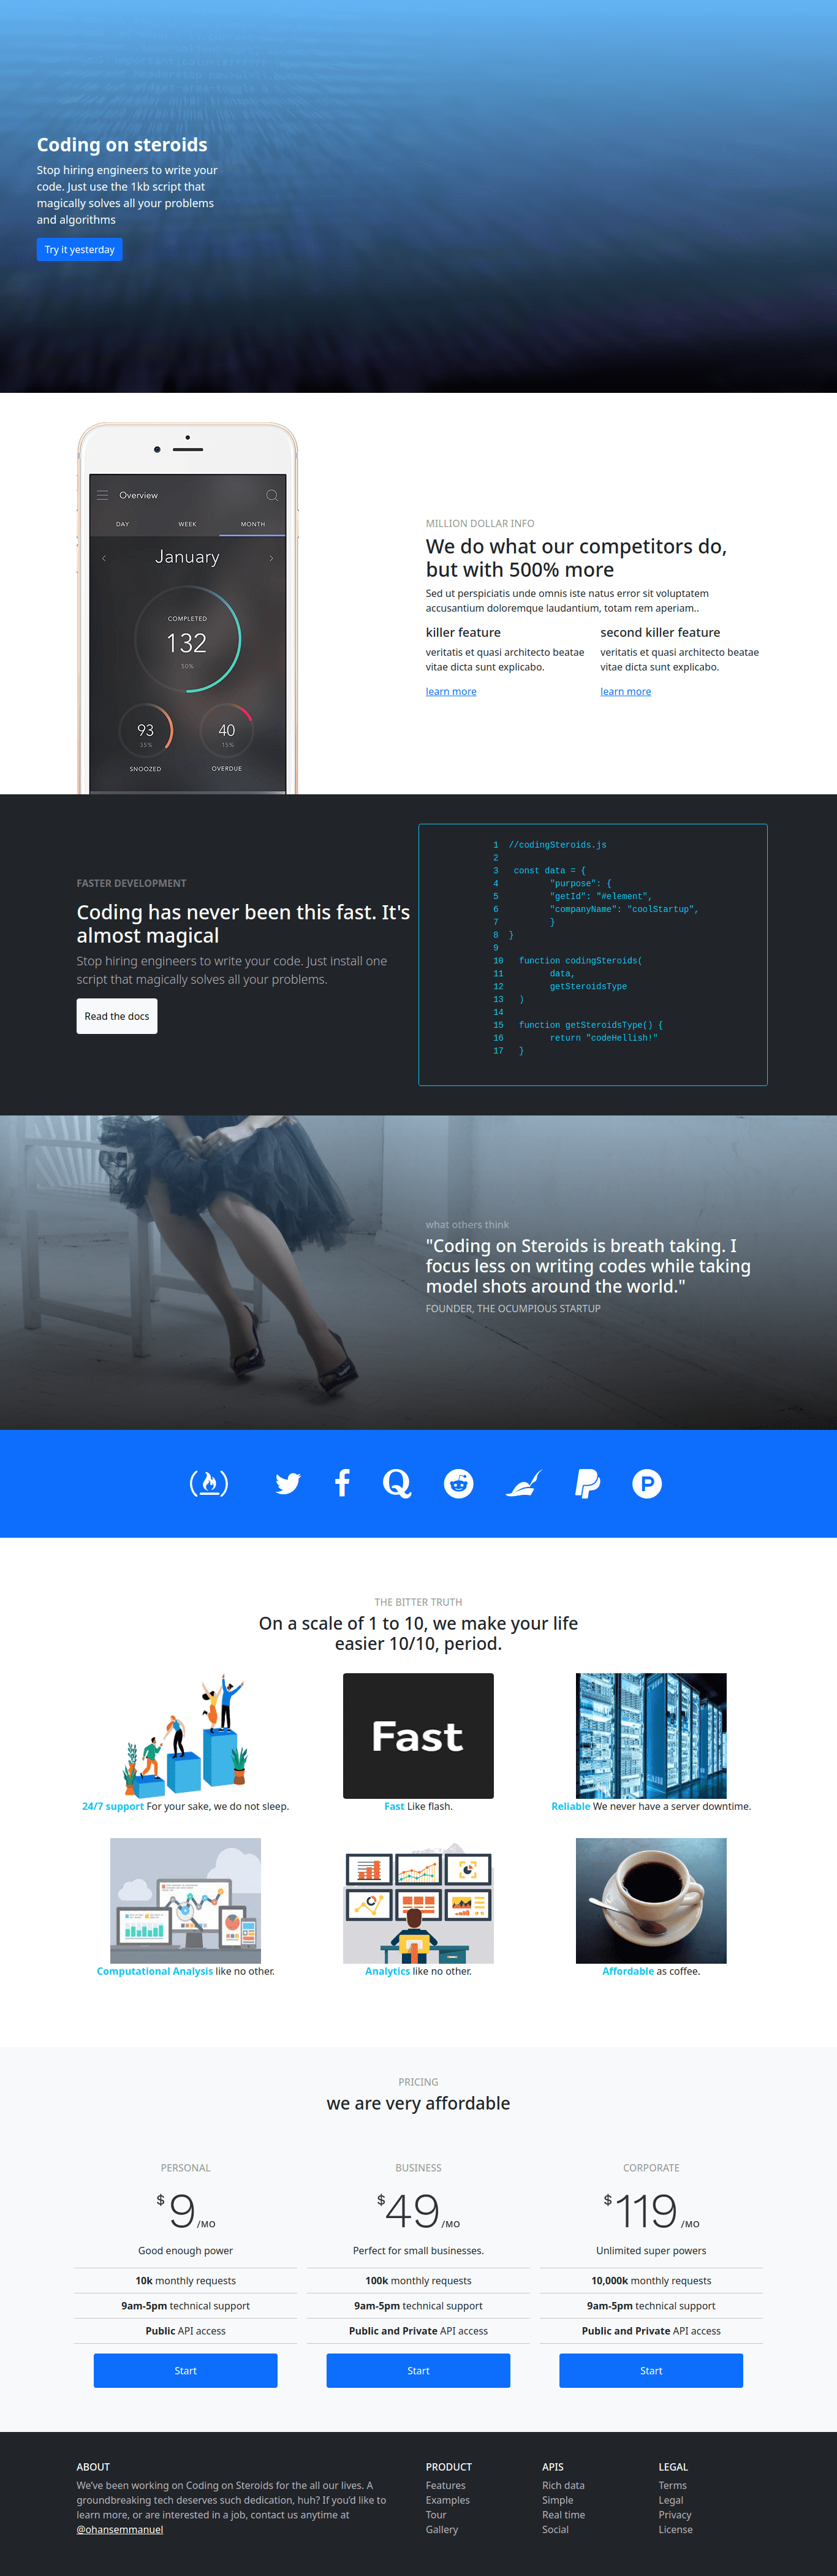 Coding on steroids
Stop hiring engineers to write your
code. Just use the 1kb script that
magically solves all your problems
and algorithms
Try it yesterday
Overview
DAY WEEK MONTH
January
COMPLETED
132
50%
93
35%
40
15%
SNOOZED
OVERDUE
MILLION DOLLAR INFO
We do what our competitors do,
but with 500% more
Sed ut perspiciatis unde omnis iste natus error sit voluptatem
accusantium doloremque laudantium, totam rem aperiam..
killer feature
veritatis et quasi architecto beatae
vitae dicta sunt explicabo.
learn more
second killer feature
veritatis et quasi architecto beatae
vitae dicta sunt explicabo.
learn more
FASTER DEVELOPMENT
Coding has never been this fast. It's
almost magical
Stop hiring engineers to write your code. Just install one
script that magically solves all your problems.
Read the docs
1 //codingSteroids.js
2
3 const data = {
4 "purpose": {
5 "getId": "#element",
6 "companyName": "coolStartup",
7 }
8 }
9
10 function codingSteroids(
11 data,
12 getSteroidsType
13 )
14
15 function getSteroidsType() {
16 return "codeHellish!"
17 }
what others think
"Coding on Steroids is breath taking. I
focus less on writing codes while taking
model shots around the world."
FOUNDER, THE OCUMPIOUS STARTUP
THE BITTER TRUTH
On a scale of 1 to 10, we make your life
easier 10/10, period.
24/7 support For your sake, we do not sleep.
Fast
Fast Like flash.
Reliable We never have a server downtime.
Computational Analysis like no other.
Analytics like no other.
Affordable as coffee.
PRICING
we are very affordable
PERSONAL
$9/MO
Good enough power
10k monthly requests
9am-5pm technical support
Public API access
Start
BUSINESS
$49/MO
Perfect for small businesses.
100k monthly requests
9am-5pm technical support
Public and Private API access
Start
CORPORATE
$119/MO
Unlimited super powers
10,000k monthly requests
9am-5pm technical support
Public and Private API access
Start
ABOUT
We've been working on Coding on Steroids for the all our lives. A
groundbreaking tech deserves such dedication, huh? If you'd like to
learn more, or are interested in a job, contact us anytime at
@ohansemmanuel
PRODUCT
Features
Examples
Tour
Gallery
APIS
Rich data
Simple
Real time
Social
LEGAL
Terms
Legal
Privacy
License